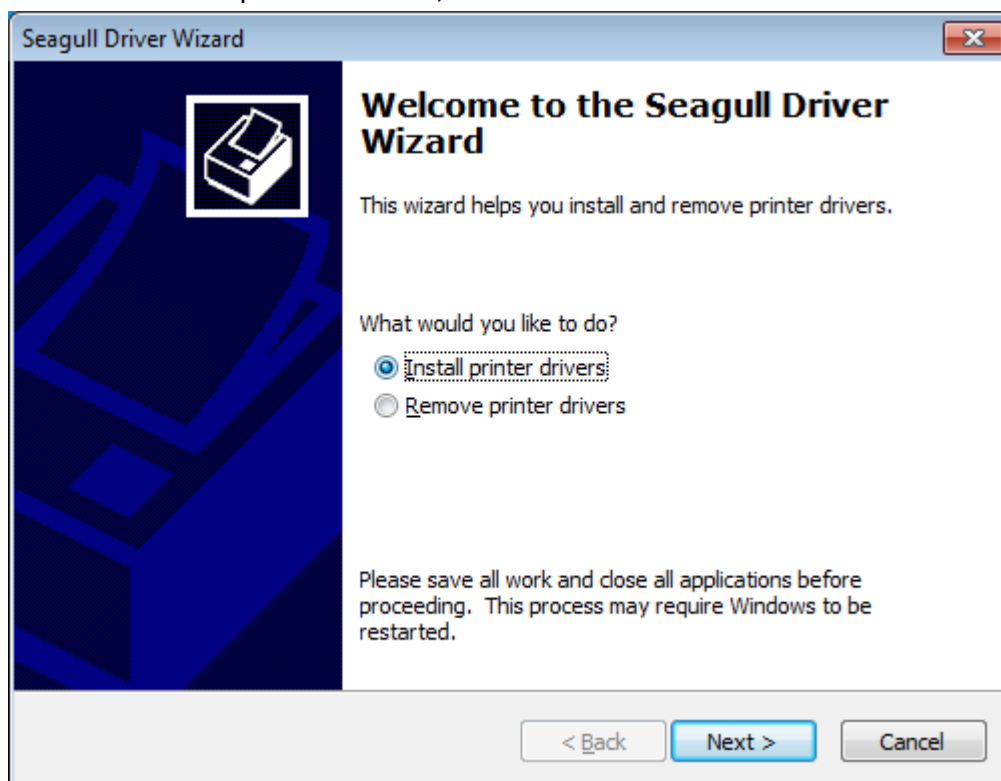 Seagull Driver Wizard
Welcome to the Seagull Driver
Wizard
This wizard helps you install and remove printer drivers.
What would you like to do?
Install printer drivers
Remove printer drivers
Please save all work and close all applications before
proceeding.  This process may require Windows to be
restarted.
< Back
Next >
Cancel